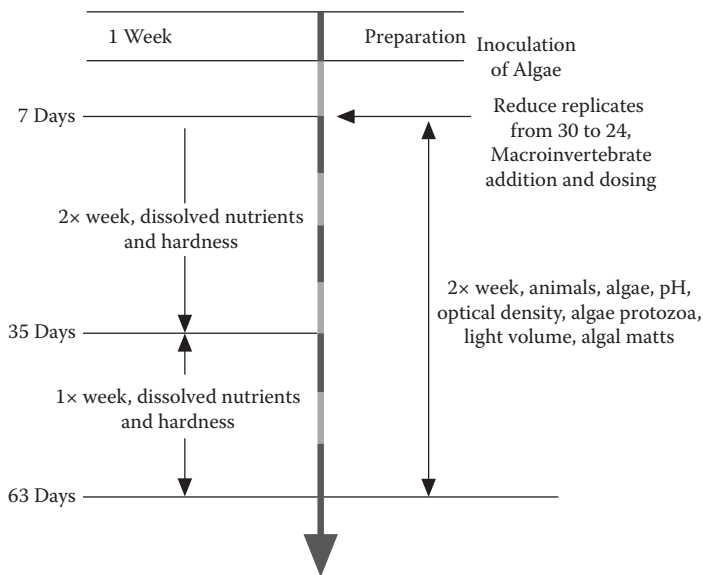 1 Week
Preparation
Inoculation
of Algae
7 Days
Reduce replicates
from 30 to 24,
Macroinvertebrate
addition and dosing
2× week, dissolved nutrients
and hardness
2× week, animals, algae, pH,
optical density, algae protozoa,
light volume, algal matts
35 Days
1× week, dissolved nutrients
and hardness
63 Days